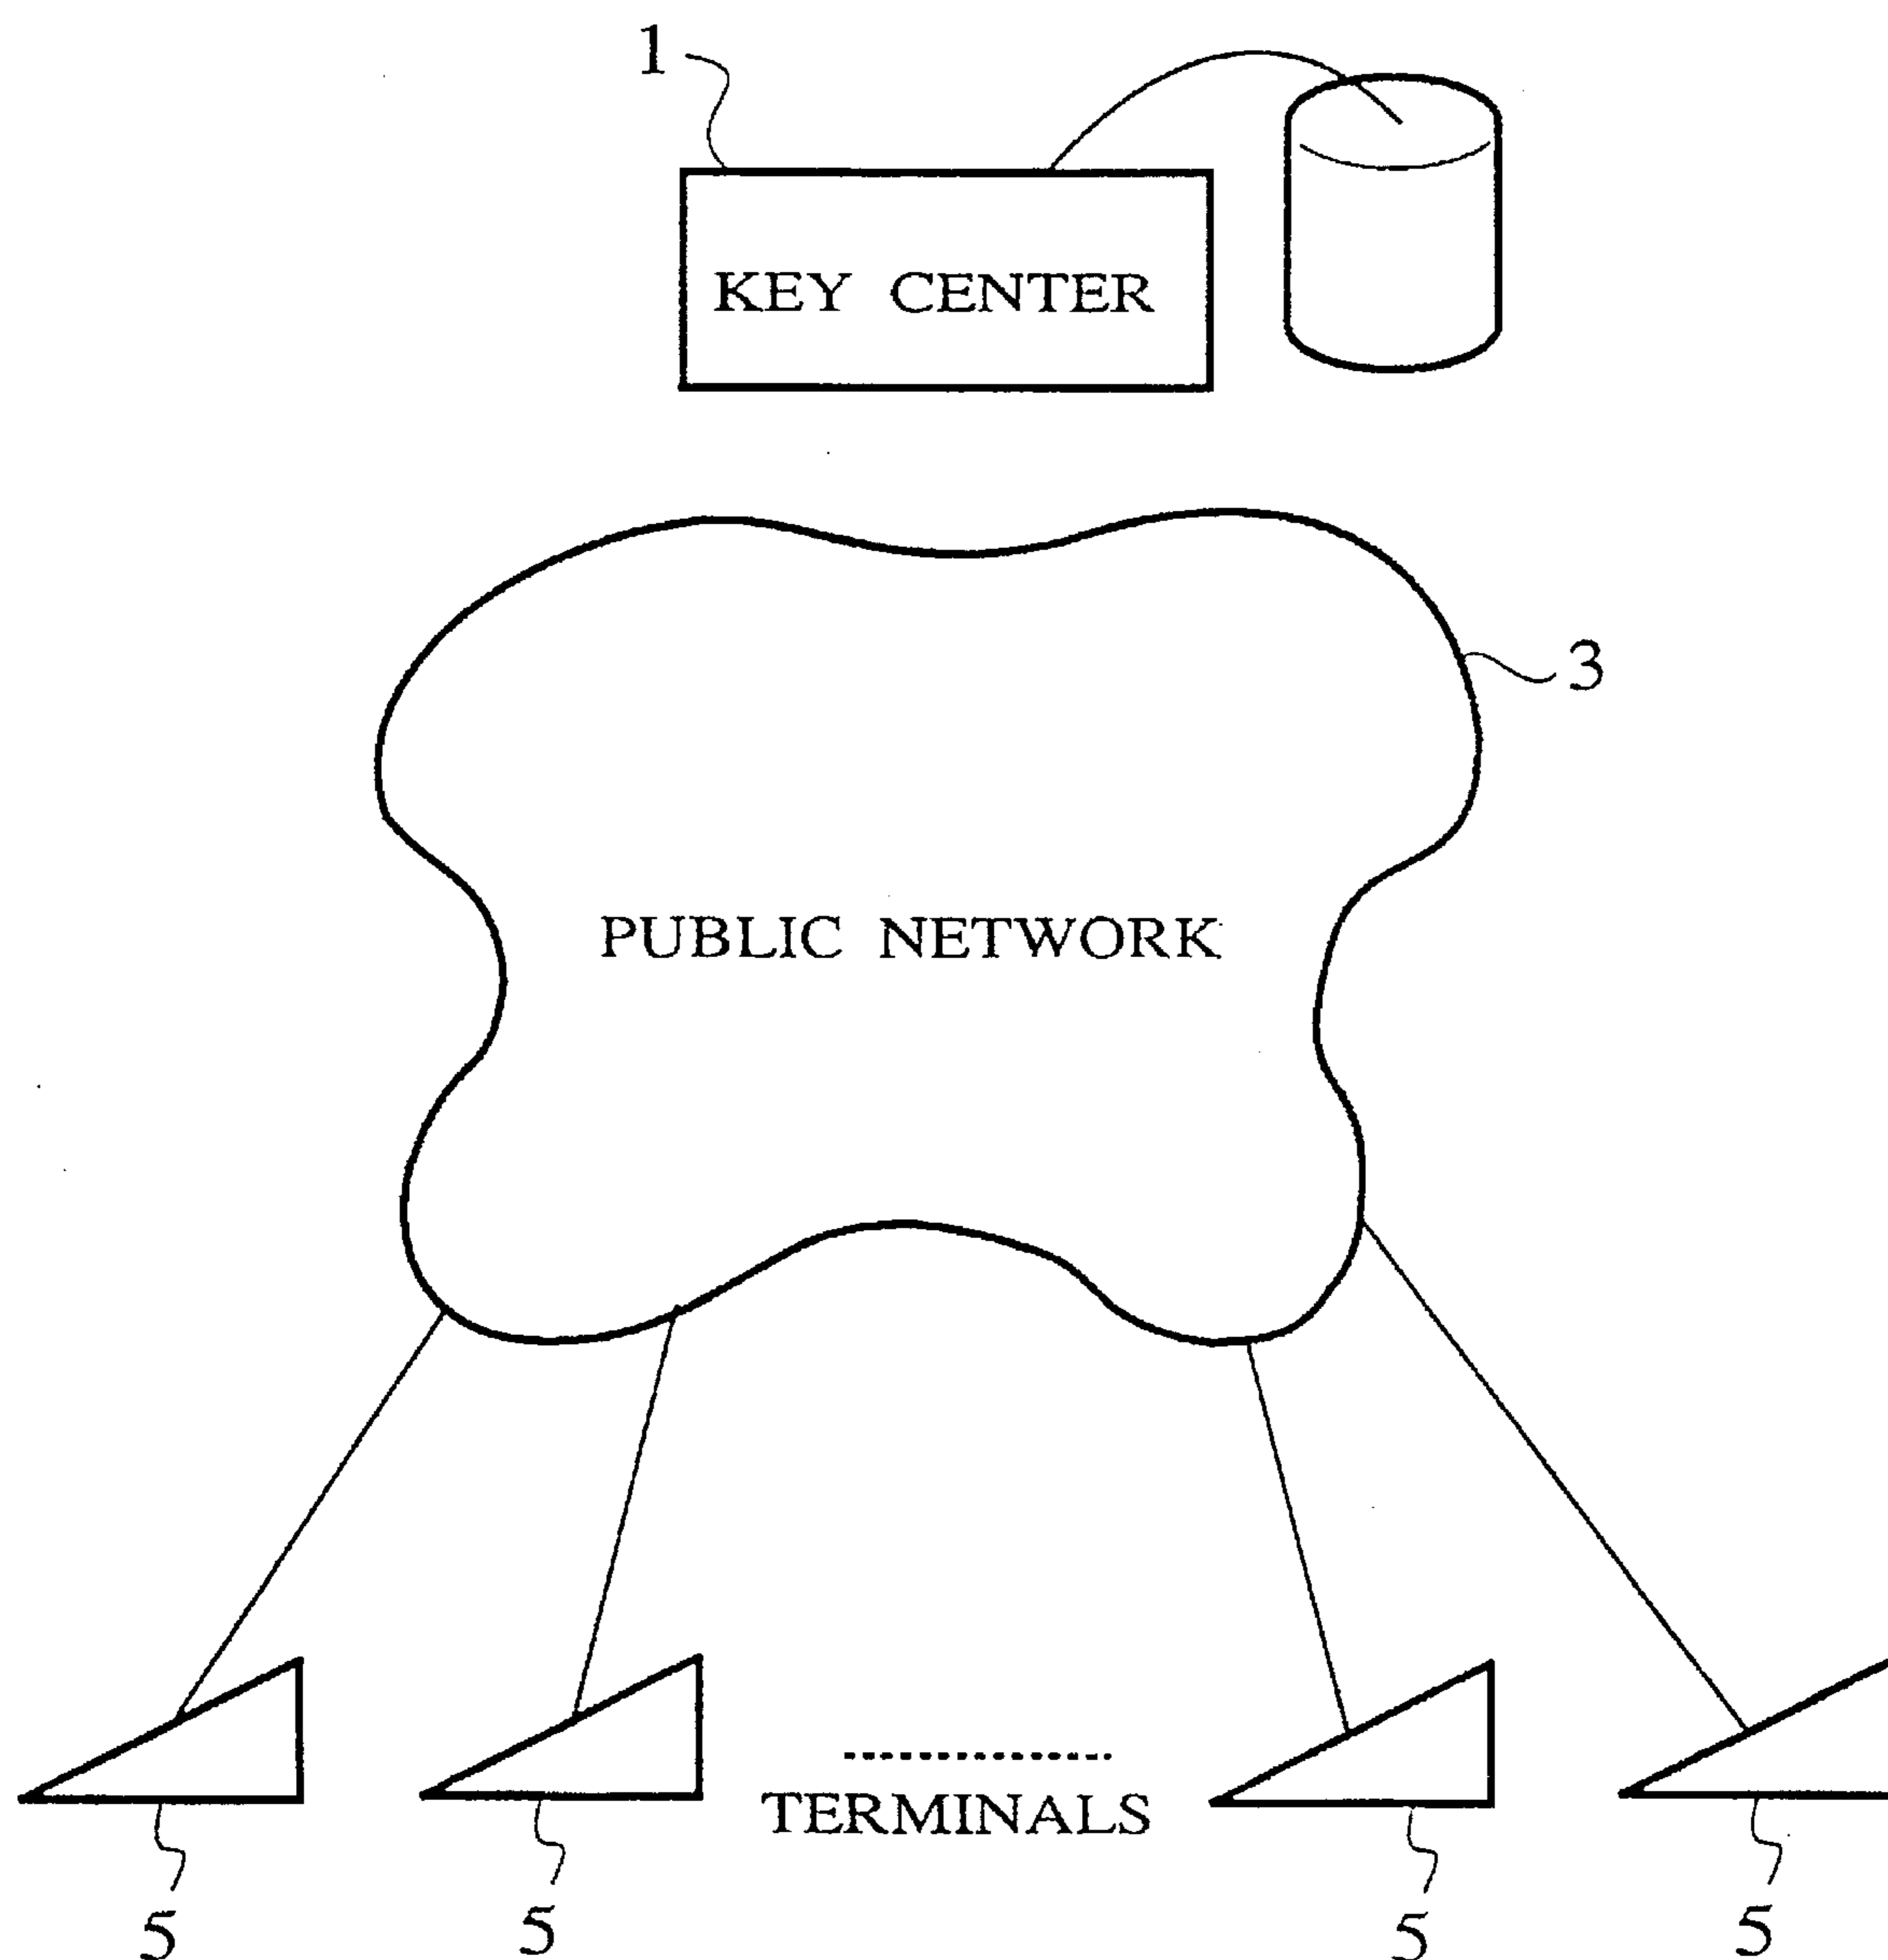 1
KEY CENTER
3
PUBLIC NETWORK
TERMINALS
5 5 5 5